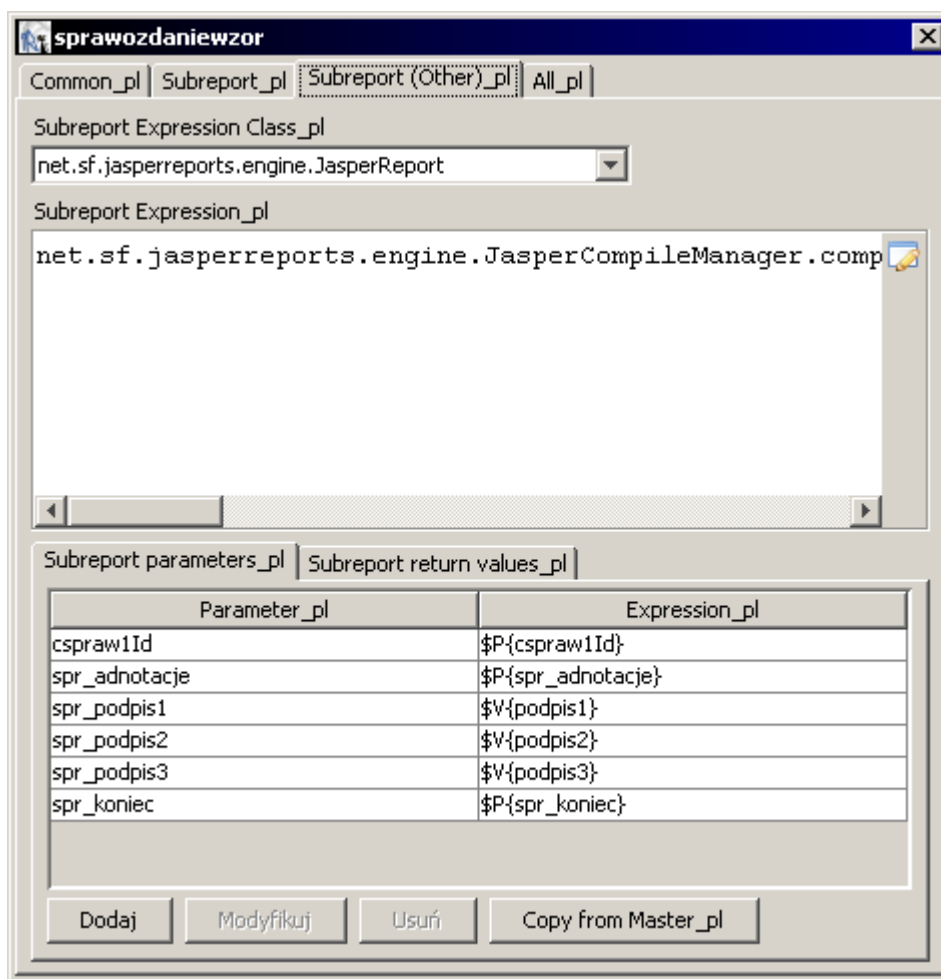 sprawozdaniewzor
Common_pl Subreport_pl Subreport (Other)_pl All_pl
Subreport Expression Class_pl
net.sf.jasperreports.engine.JasperReport
Subreport Expression_pl
net.sf.jasperreports.engine.JasperCompileManager.comp
Subreport parameters_pl Subreport return values_pl
Parameter_pl Expression_pl
cspraw1Id $P{cspraw1Id}
spr_adnotacje $P{spr_adnotacje}
spr_podpis1 $V{podpis1}
spr_podpis2 $V{podpis2}
spr_podpis3 $V{podpis3}
spr_koniec $P{spr_koniec}
Dodaj Modyfikuj Usuń Copy from Master_pl